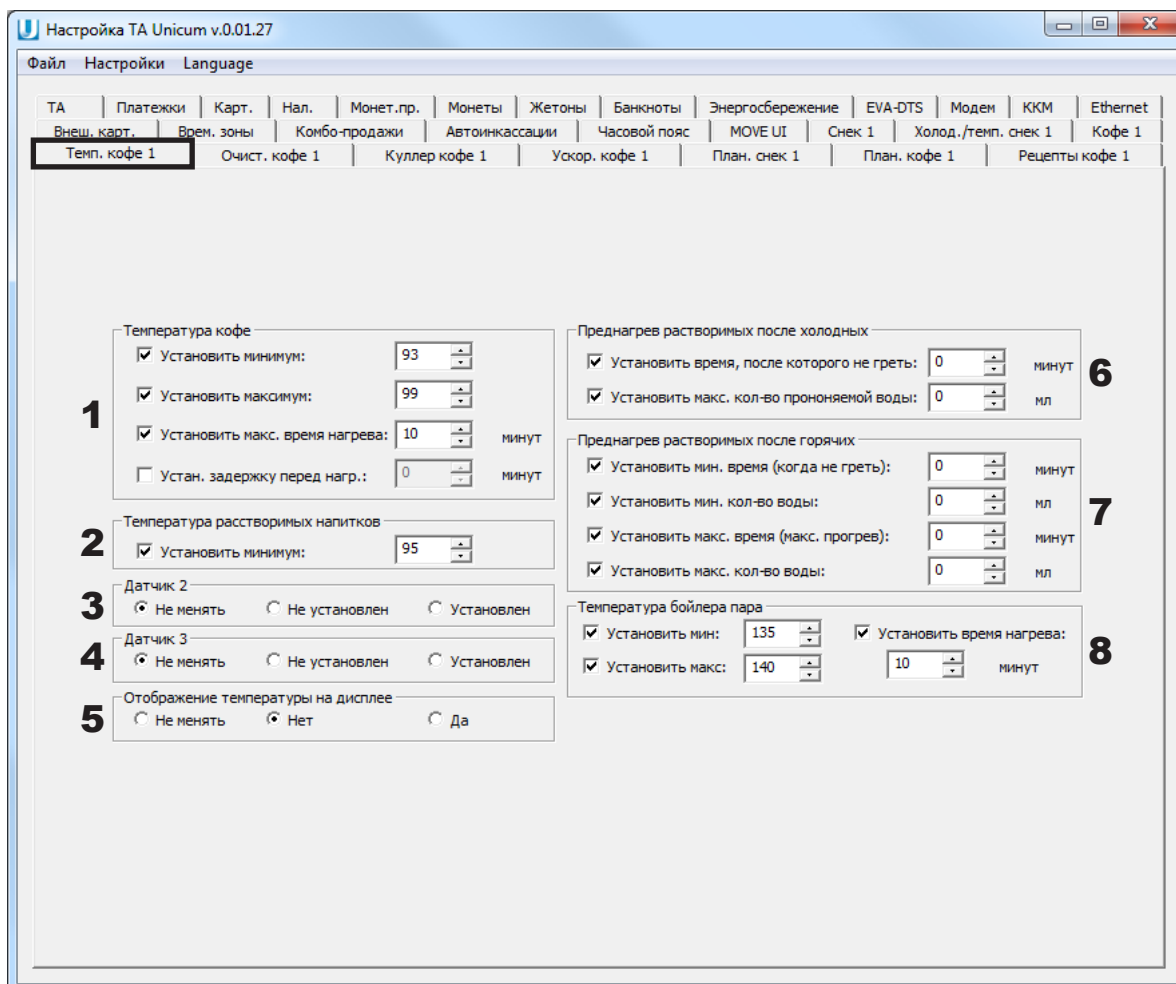 Настройка TA Unicum v.0.01.27
Файл Настройки Language
ТА Платежки Карт. Нал. Монет.пр. Монеты Жетоны Банкноты Энергосбережение EVA-DTS Модем ККМ Ethernet
Внеш. карт. Врем. зоны Комбо-продажи Автоинкассации Часовой пояс MOVE UI Снек 1 Холод./темп. снек 1 Кофе 1
Темп. кофе 1 Очист. кофе 1 Куллер кофе 1 Ускор. кофе 1 План. снек 1 План. кофе 1 Рецепты кофе 1
1
Температура кофе
Установить минимум: 93
Установить максимум: 99
Установить макс. время нагрева: 10 минут
Устан. задержку перед нагр.: 0 минут
2
Температура расстворимых напитков
Установить минимум: 95
3
Датчик 2
Не менять Не установлен Установлен
4
Датчик 3
Не менять Не установлен Установлен
5
Отображение температуры на дисплее
Не менять Нет Да
Преднагрев растворимых после холодных
Установить время, после которого не греть: 0 минут
Установить макс. кол-во прононяемой воды: 0 мл
6
Преднагрев растворимых после горячих
Установить мин. время (когда не греть): 0 минут
Установить мин. кол-во воды: 0 мл
Установить макс. время (макс. прогрев): 0 минут
Установить макс. кол-во воды: 0 мл
7
Температура бойлера пара
Установить мин: 135 Установить время нагрева:
Установить макс: 140 10 минут
8